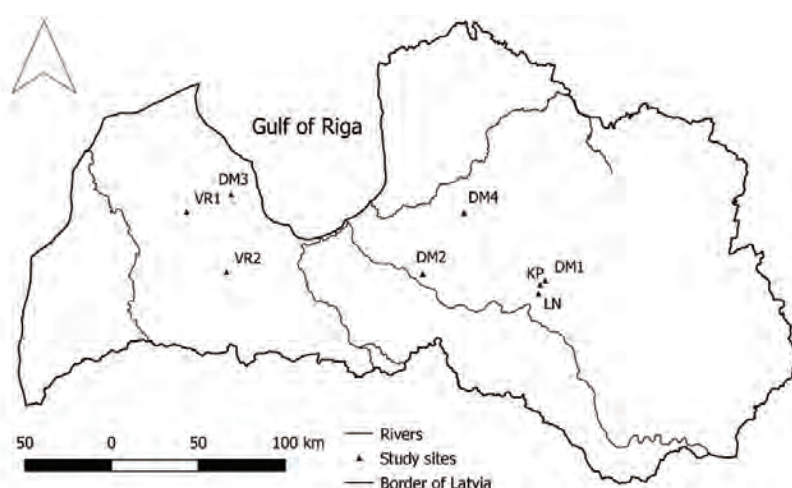 Gulf of Riga
DM3
VR1
DM4
VR2
DM2
KP DM1
LN
50 0 50 100 km
Rivers
Study sites
Border of Latvia